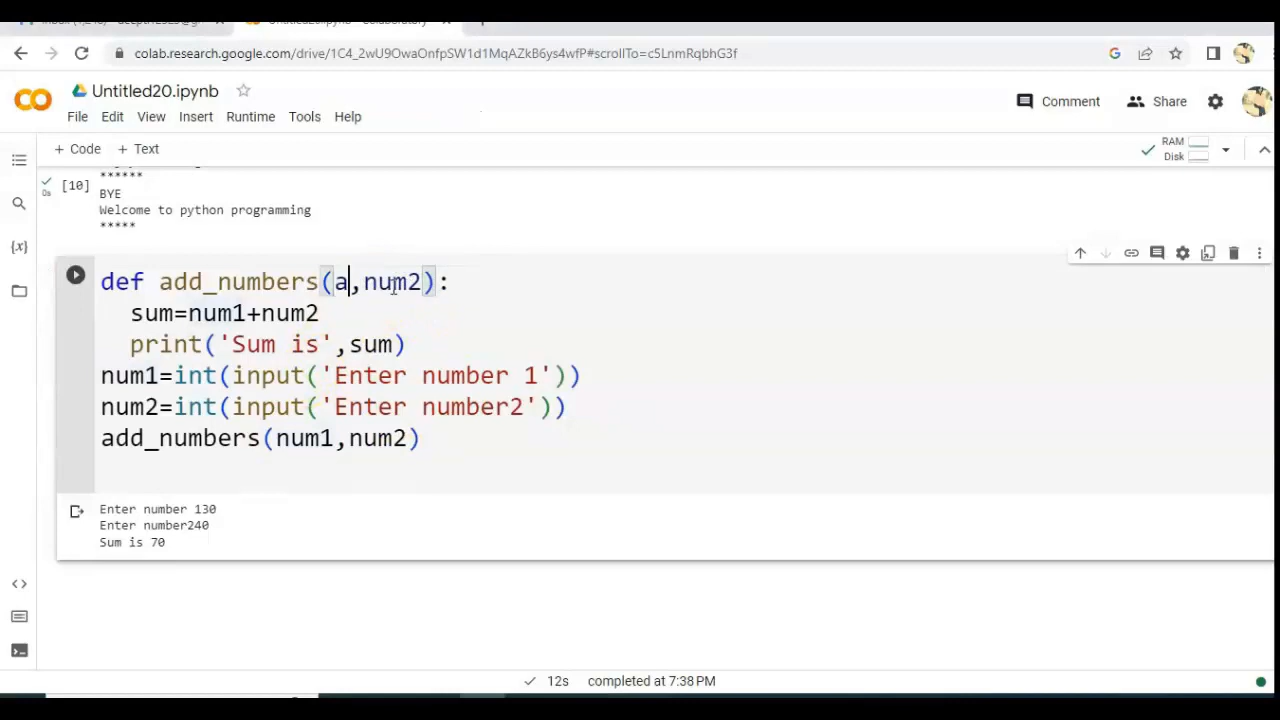 colab.research.google.com/drive/1C4_2wU9OwaOnfpSW1d1MqAZkB6ys4wfP#scrollTo=c5LnmRqbhG3f
Untitled20.ipynb
Comment
Share
File Edit View Insert Runtime Tools Help
+ Code + Text
RAM
Disk
******
[10]
0s
BYE
Welcome to python programming
*****
def add_numbers(a,num2):
sum=num1+num2
print('Sum is',sum)
num1=int(input('Enter number 1'))
num2=int(input('Enter number2'))
add_numbers(num1,num2)
Enter number 130
Enter number240
Sum is 70
12s completed at 7:38 PM